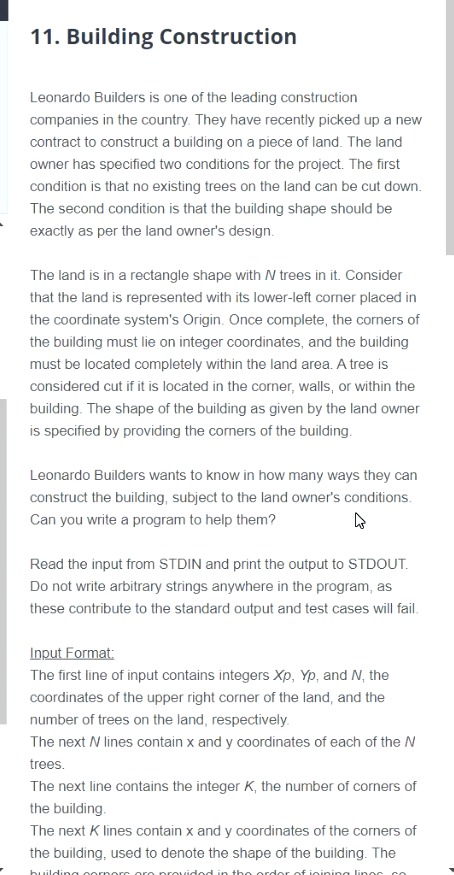 11. Building Construction
Leonardo Builders is one of the leading construction
companies in the country. They have recently picked up a new
contract to construct a building on a piece of land. The land
owner has specified two conditions for the project. The first
condition is that no existing trees on the land can be cut down.
The second condition is that the building shape should be
exactly as per the land owner's design.
The land is in a rectangle shape with N trees in it. Consider
that the land is represented with its lower-left corner placed in
the coordinate system's Origin. Once complete, the corners of
the building must lie on integer coordinates, and the building
must be located completely within the land area. A tree is
considered cut if it is located in the corner, walls, or within the
building. The shape of the building as given by the land owner
is specified by providing the corners of the building.
Leonardo Builders wants to know in how many ways they can
construct the building, subject to the land owner's conditions.
Can you write a program to help them?
Read the input from STDIN and print the output to STDOUT.
Do not write arbitrary strings anywhere in the program, as
these contribute to the standard output and test cases will fail.
Input Format:
The first line of input contains integers Xp, Yp, and N, the
coordinates of the upper right corner of the land, and the
number of trees on the land, respectively.
The next N lines contain x and y coordinates of each of the N
trees.
The next line contains the integer K, the number of corners of
the building.
The next K lines contain x and y coordinates of the corners of
the building, used to denote the shape of the building. The
building corners are provided in the order of joining lines, so